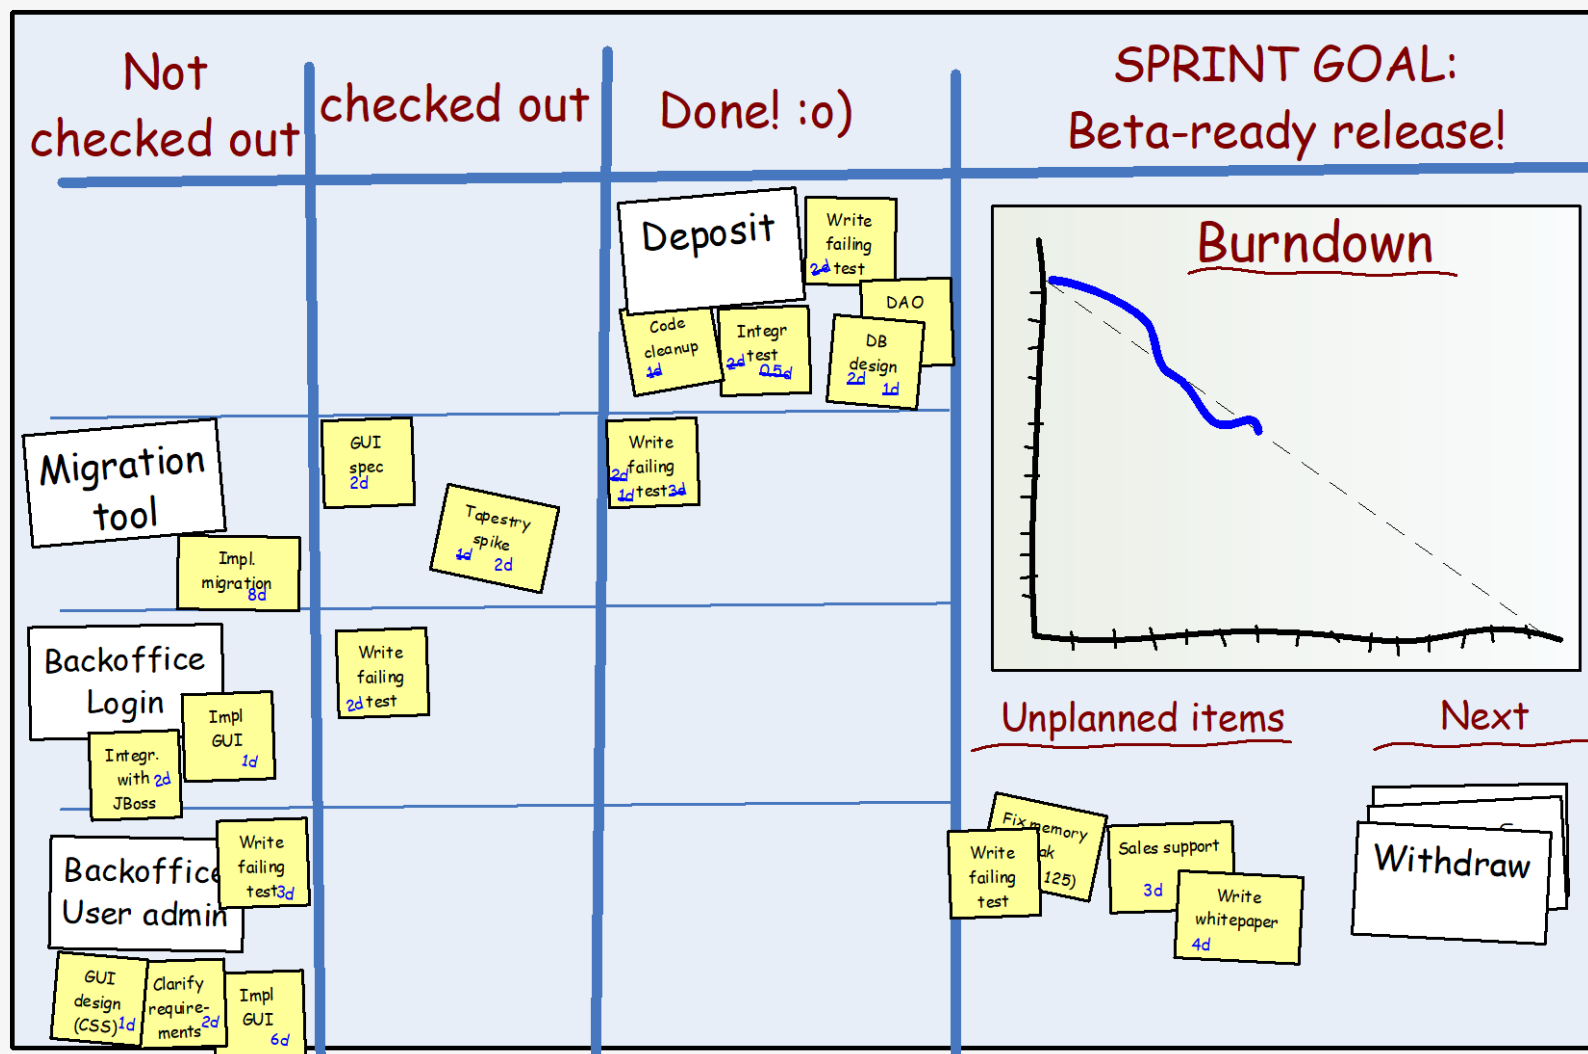 Not
checked out
checked out
Done! :o)
SPRINT GOAL:
Beta-ready release!
Deposit
Write
failing
2d test
DAO
Code
cleanup
1d
Integr
2d test
0.5d
DB
design
2d
1d
Burndown
Migration
tool
Impl.
migration
8d
GUI
spec
2d
Tapestry
spike
1d 2d
Write
2d failing
1d test 3d
Backoffice
Login
Impl
GUI
1d
Integr.
with 2d
JBoss
Write
failing
2d test
Unplanned items
Next
Backoffice
User admin
Write
failing
test 3d
GUI
design
(CSS) 1d
Clarify
require-
ments 2d
Impl
GUI
6d
Fix memory
125)
Write
failing
test
Sales support
3d
Write
whitepaper
4d
Withdraw